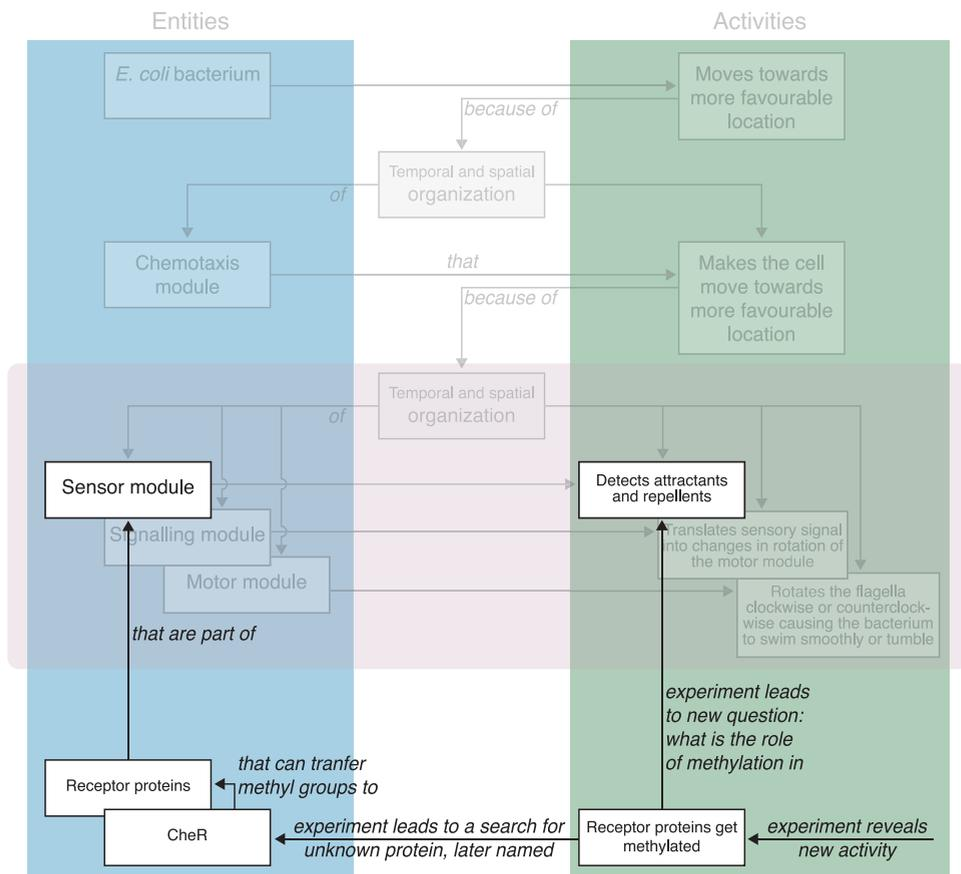 Entities
Activities
E. coli bacterium
Moves towards
more favourable
location
because of
Temporal and spatial
organization
of
Chemotaxis
module
that
Makes the cell
move towards
more favourable
location
because of
Temporal and spatial
organization
of
Sensor module
Detects attractants
and repellents
Signalling module
Translates sensory signal
into changes in rotation of
the motor module
Motor module
Rotates the flagella
clockwise or counterclock-
wise causing the bacterium
to swim smoothly or tumble
that are part of
experiment leads
to new question:
what is the role
of methylation in
Receptor proteins
that can tranfer
methyl groups to
CheR
experiment leads to a search for
unknown protein, later named
Receptor proteins get
methylated
experiment reveals
new activity